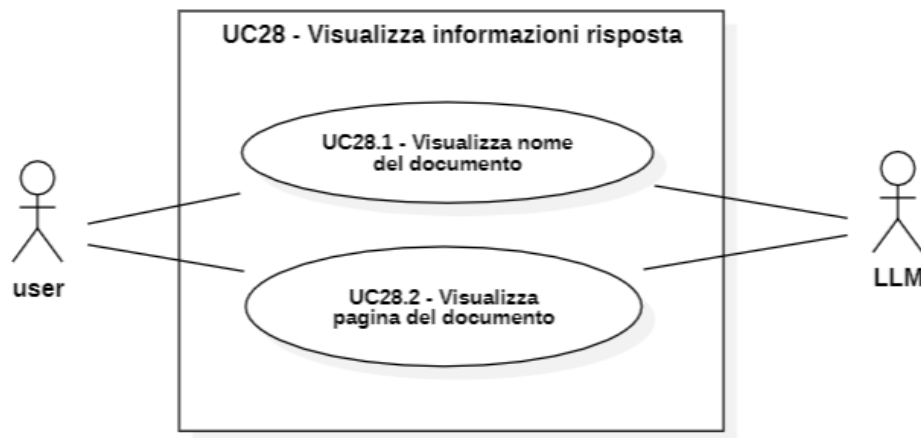 UC28 - Visualizza informazioni risposta
UC28.1 - Visualizza nome
del documento
user
LLM
UC28.2 - Visualizza
pagina del documento